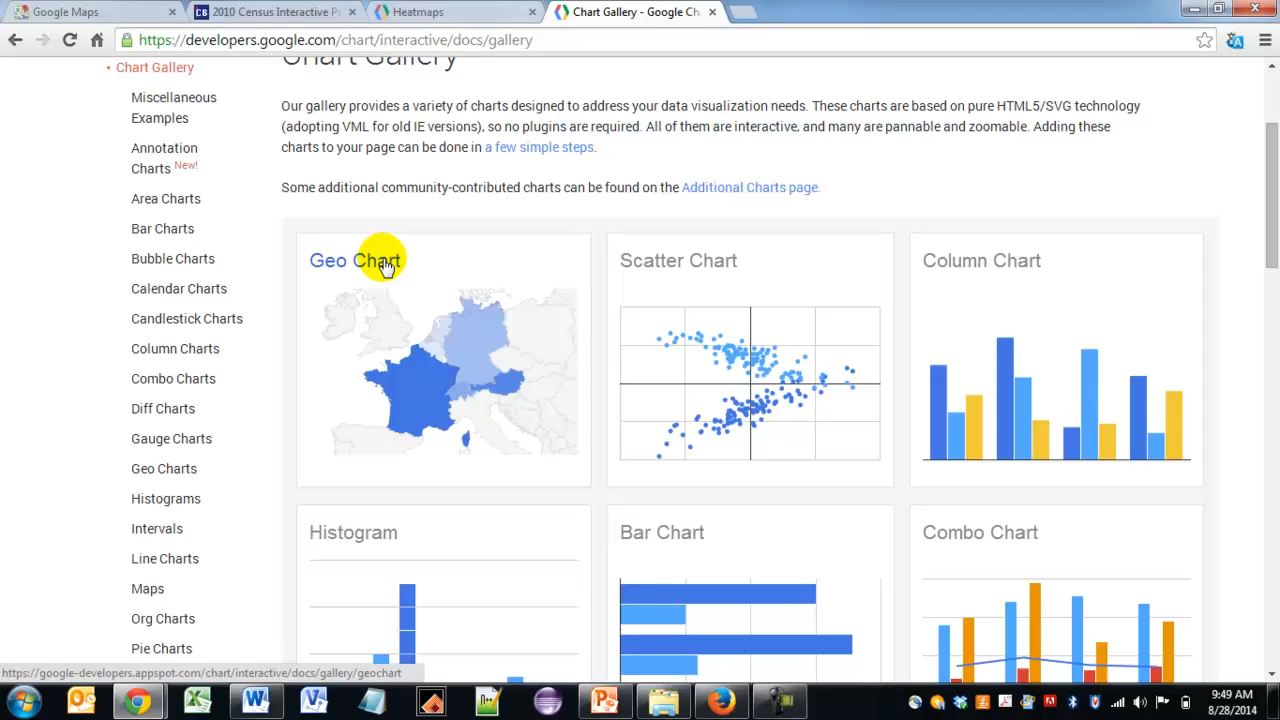 Google Maps
2010 Census Interactive P
Heatmaps
Chart Gallery - Google Ch
https://developers.google.com/chart/interactive/docs/gallery
Chart Gallery
Chart Gallery
Miscellaneous
Examples
Annotation
Charts New!
Area Charts
Bar Charts
Bubble Charts
Calendar Charts
Candlestick Charts
Column Charts
Combo Charts
Diff Charts
Gauge Charts
Geo Charts
Histograms
Intervals
Line Charts
Maps
Org Charts
Pie Charts
Our gallery provides a variety of charts designed to address your data visualization needs. These charts are based on pure HTML5/SVG technology
(adopting VML for old IE versions), so no plugins are required. All of them are interactive, and many are pannable and zoomable. Adding these
charts to your page can be done in a few simple steps.
Some additional community-contributed charts can be found on the Additional Charts page.
Geo Chart
Scatter Chart
Column Chart
Histogram
Bar Chart
Combo Chart
https://google-developers.appspot.com/chart/interactive/docs/gallery/geochart
9:49 AM
8/28/2014